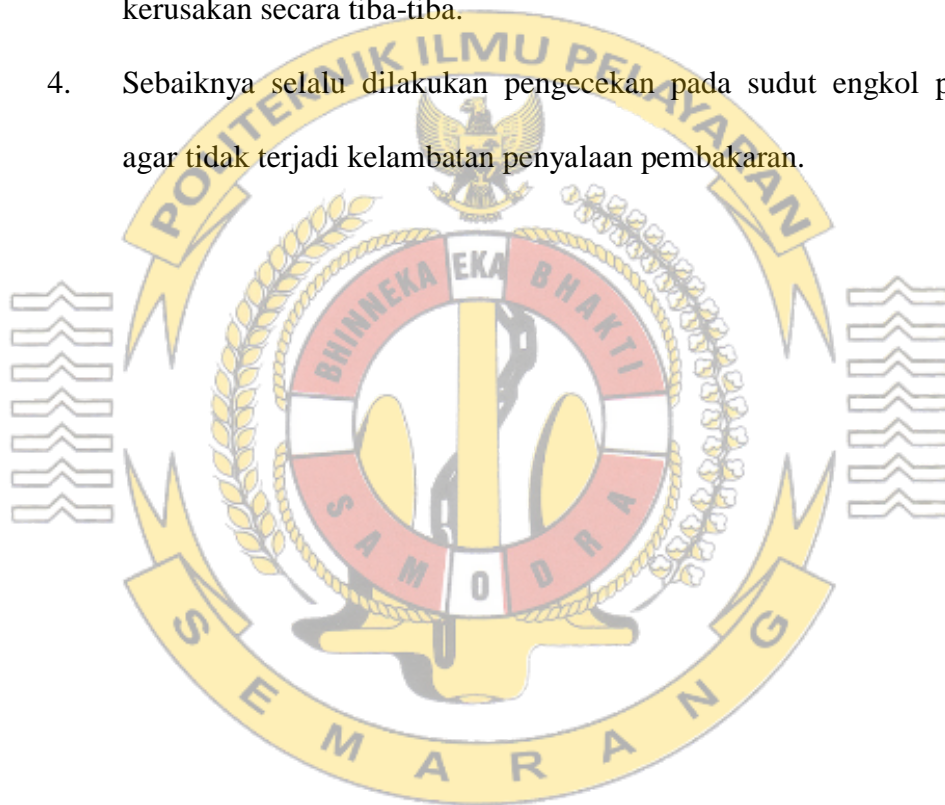 kerusakan secara tiba-tiba.
4. Sebaiknya selalu dilakukan pengecekan pada sudut engkol
agar tidak terjadi kelambatan penyalaan pembakaran.
POLITEKNIK ILMU PELAYARAN
BHINNEKA EKA BHAKTI
SAMODRA
SEMARANG